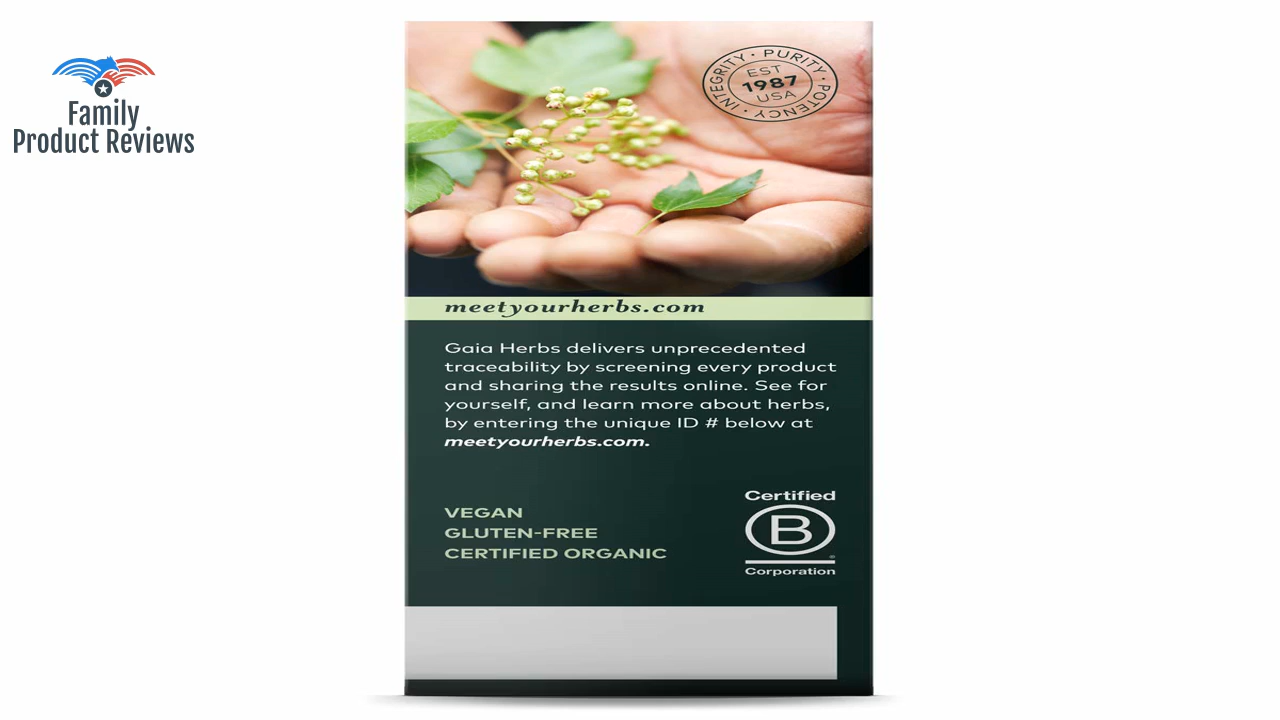 Family
Product Reviews
INTEGRITY · PURITY · POTENCY ·
EST
1987
USA
meetyourherbs.com
Gaia Herbs delivers unprecedented
traceability by screening every product
and sharing the results online. See for
yourself, and learn more about herbs,
by entering the unique ID # below at
meetyourherbs.com.
VEGAN
GLUTEN-FREE
CERTIFIED ORGANIC
Certified
B
®
Corporation